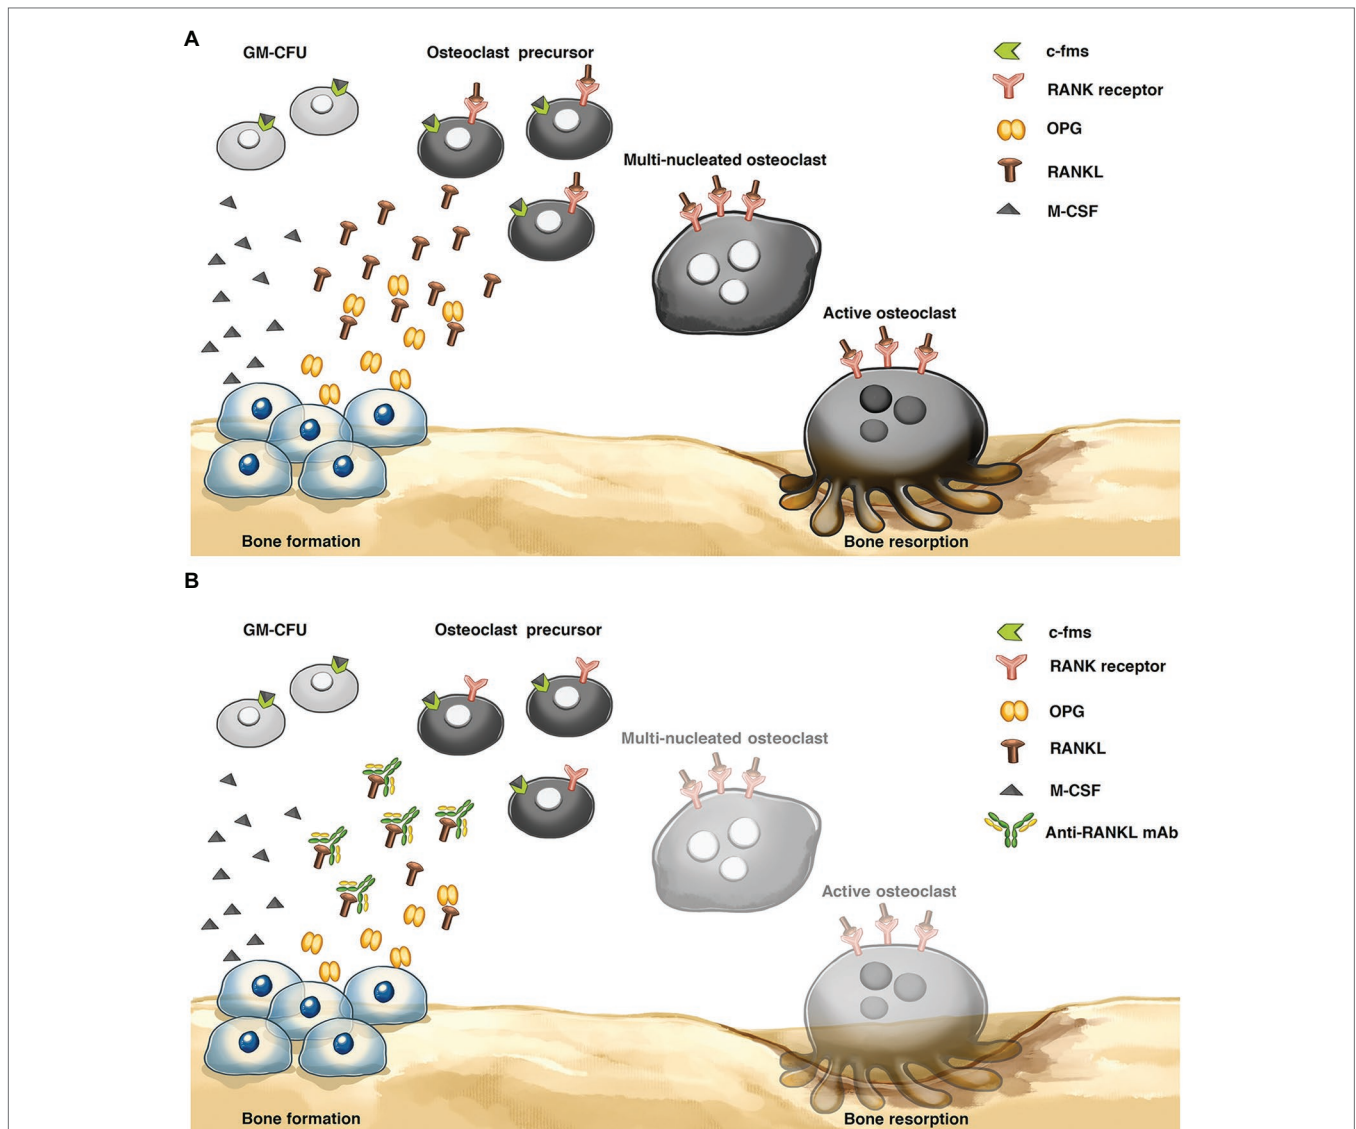 A
GM-CFU
Osteoclast precursor
c-fms
RANK receptor
OPG
Multi-nucleated osteoclast
RANKL
M-CSF
Active osteoclast
Bone formation
Bone resorption
B
GM-CFU
Osteoclast precursor
c-fms
RANK receptor
OPG
Multi-nucleated osteoclast
RANKL
M-CSF
Anti-RANKL mAb
Active osteoclast
Bone formation
Bone resorption